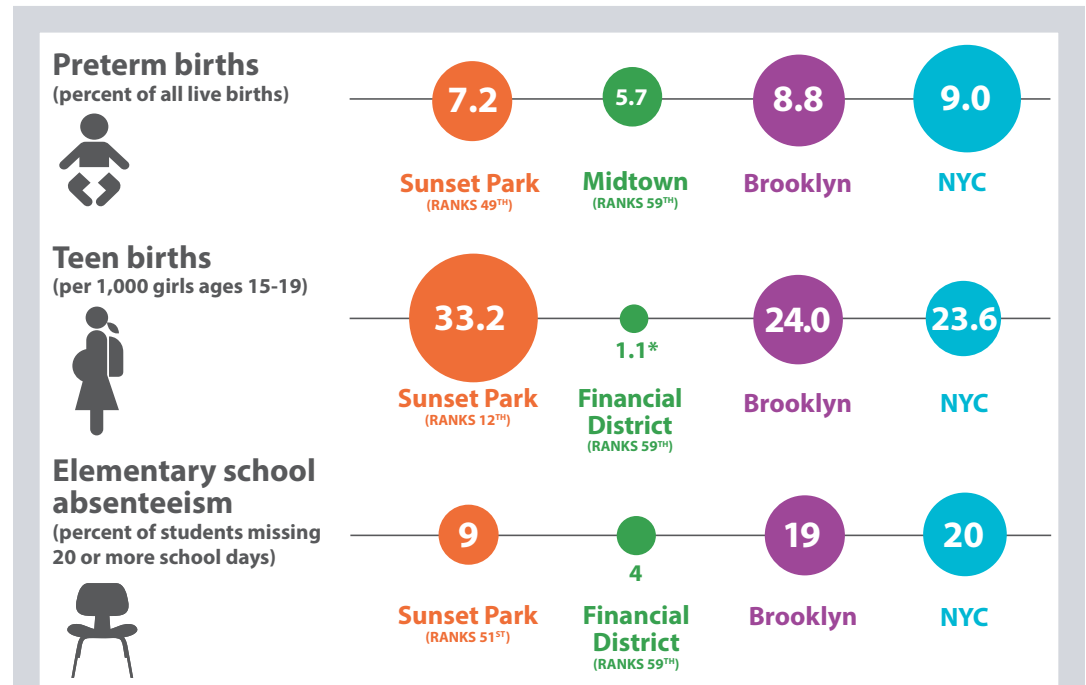 Preterm births
(percent of all live births)
7.2
5.7
8.8
9.0
Sunset Park
(RANKS 49TH)
Midtown
(RANKS 59TH)
Brooklyn
NYC
Teen births
(per 1,000 girls ages 15-19)
33.2
1.1*
24.0
23.6
Sunset Park
(RANKS 12TH)
Financial
District
(RANKS 59TH)
Brooklyn
NYC
Elementary school
absenteeism
(percent of students missing
20 or more school days)
9
4
19
20
Sunset Park
(RANKS 51ST)
Financial
District
(RANKS 59TH)
Brooklyn
NYC